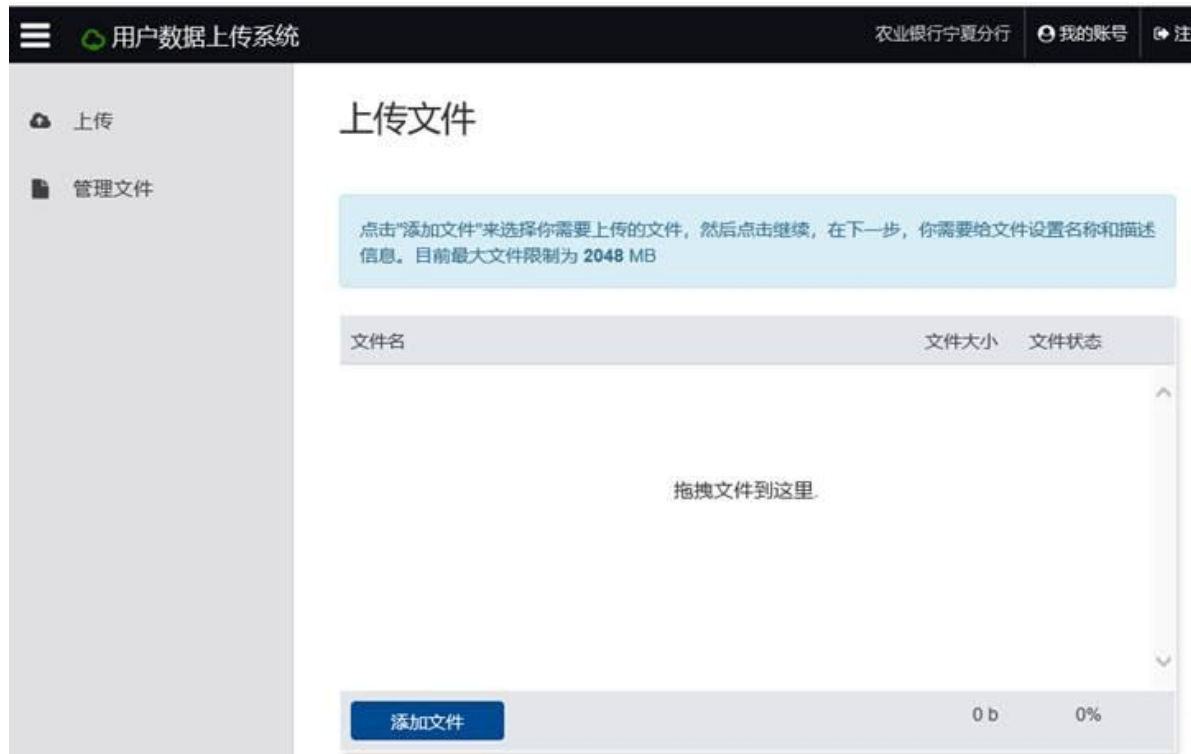 用户数据上传系统 农业银行宁夏分行 我的账号 注
上传
管理文件
上传文件
点击"添加文件"来选择你需要上传的文件，然后点击继续，在下一步，你需要给文件设置名称和描述
信息。目前最大文件限制为 2048 MB
文件名 文件大小 文件状态
拖拽文件到这里.
添加文件 0 b 0%